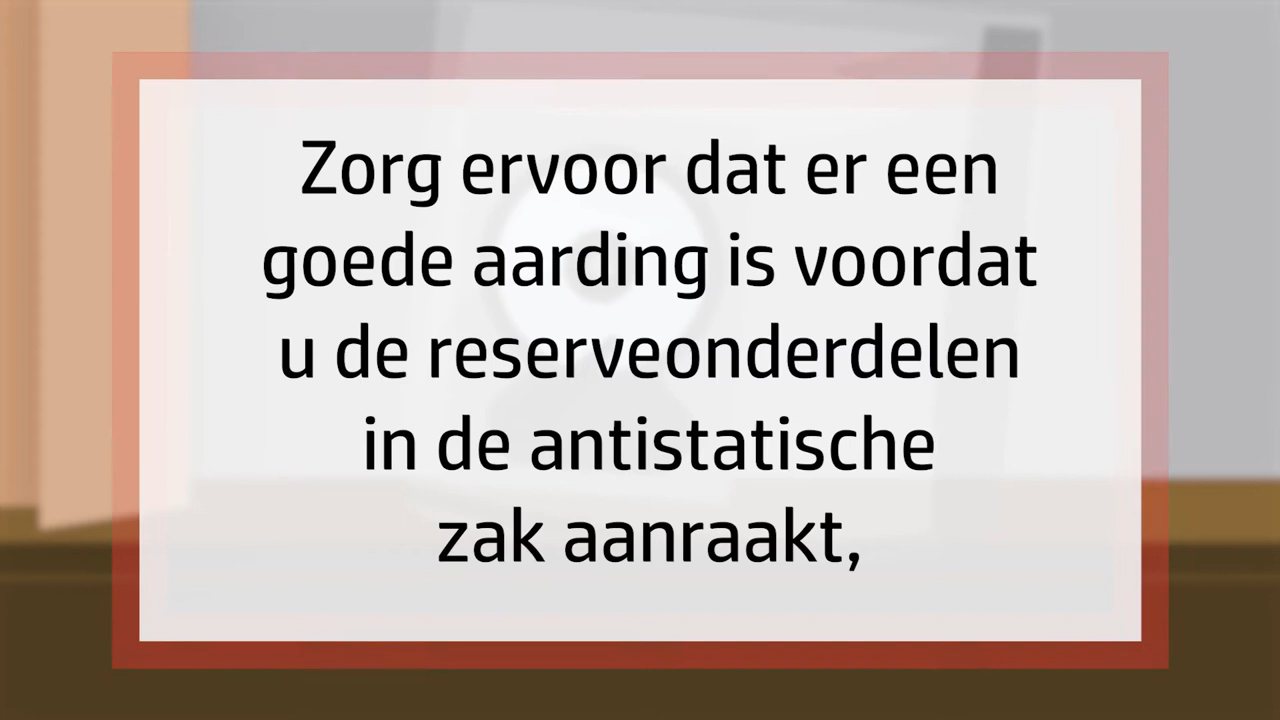 Zorg ervoor dat er een
goede aarding is voordat
u de reserveonderdelen
in de antistatische
zak aanraakt,